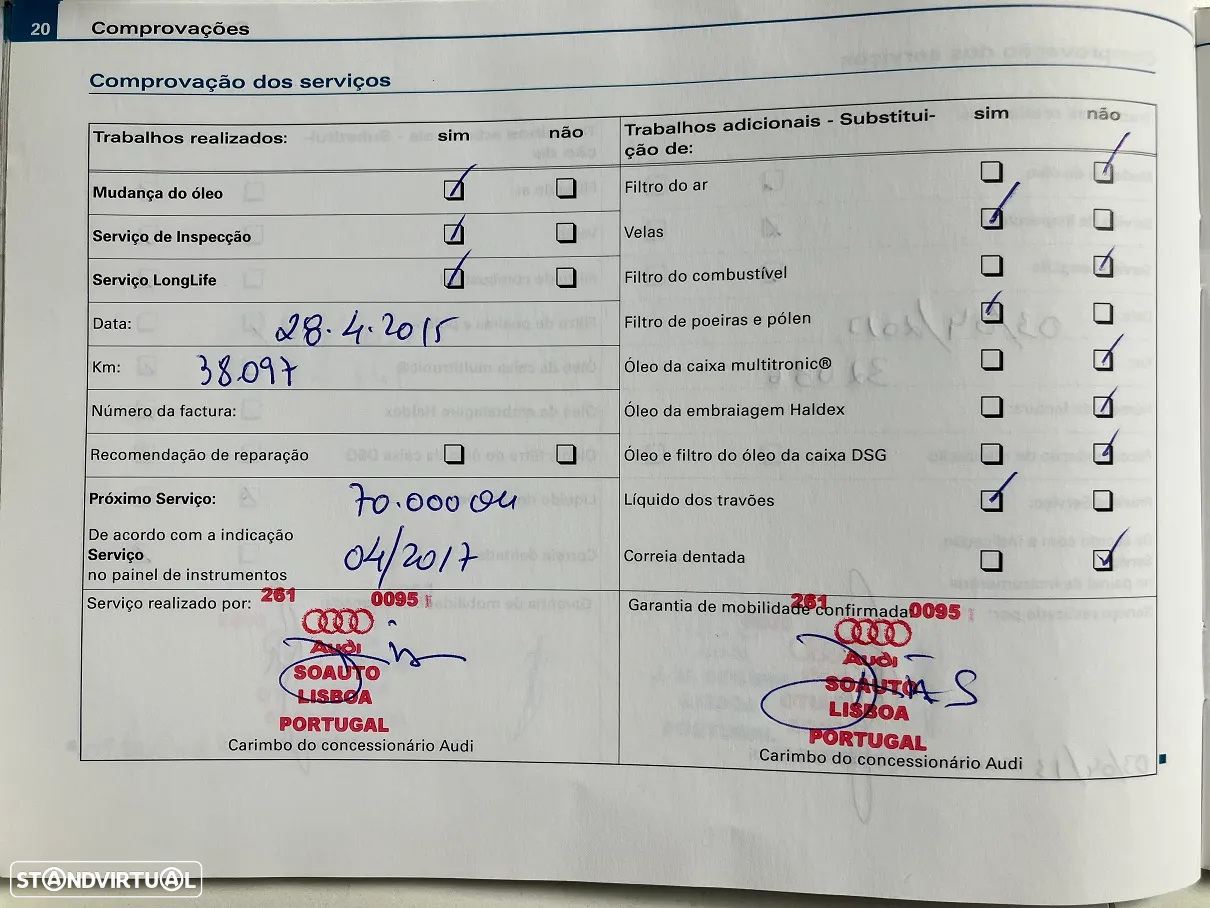 20 Comprovações
Comprovação dos serviços
Trabalhos realizados: sim não
Mudança do óleo
Serviço de Inspecção
Serviço LongLife
Data: 28.4.2015
Km: 38.097
Número da factura:
Recomendação de reparação
Próximo Serviço: 70.000 ou
De acordo com a indicação
Serviço 04/2017
no painel de instrumentos
Serviço realizado por:
261 0095
Audi
SOAUTO
LISBOA
PORTUGAL
Carimbo do concessionário Audi
Trabalhos adicionais - Substitui-
ção de: sim não
Filtro do ar
Velas
Filtro do combustível
Filtro de poeiras e pólen
Óleo da caixa multitronic®
Óleo da embraiagem Haldex
Óleo e filtro do óleo da caixa DSG
Líquido dos travões
Correia dentada
Garantia de mobilidade confirmada
261 0095
Audi
SOAUTO
LISBOA
PORTUGAL
Carimbo do concessionário Audi
STANDVIRTUAL